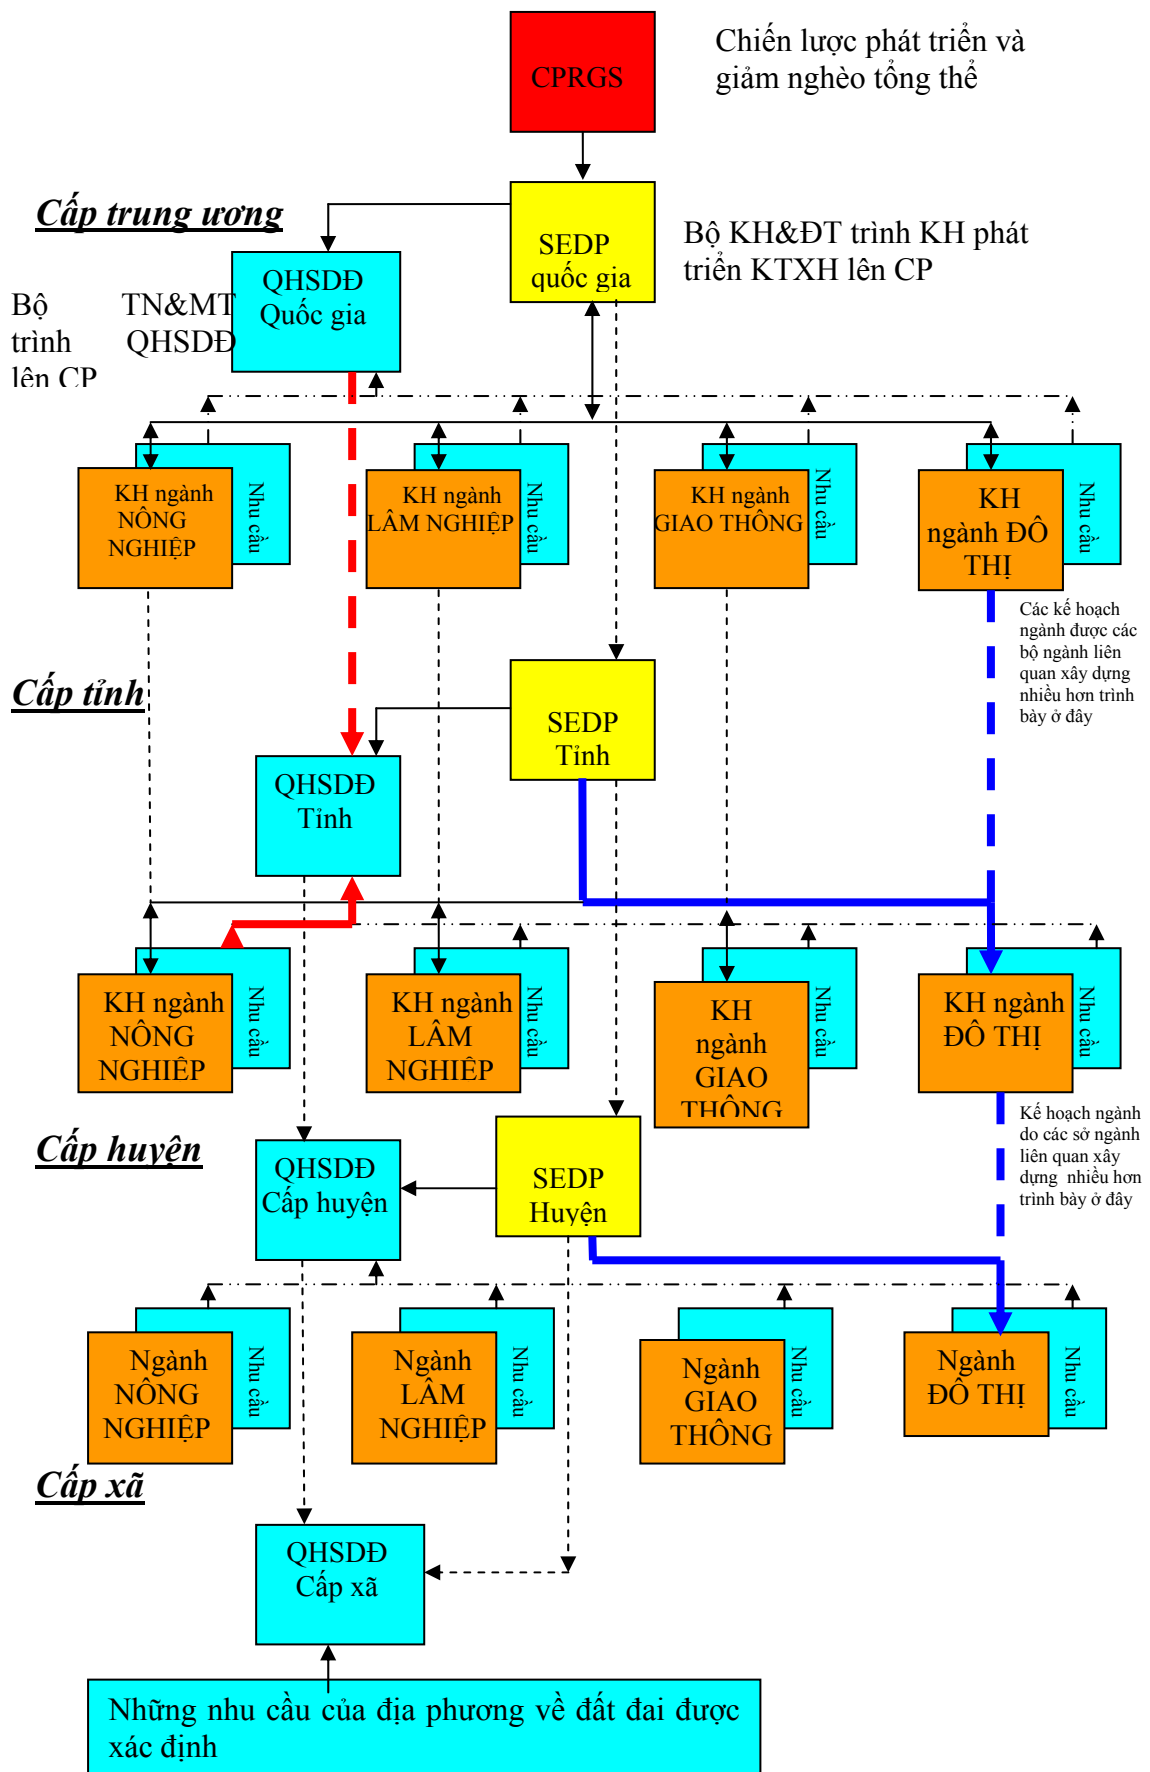 CPRGS
Chiến lược phát triển và
giảm nghèo tổng thể
Cấp trung ương
SEDP
quốc gia
Bộ KH&ĐT trình KH phát
triển KTXH lên CP
QHSDĐ
Quốc gia
Bộ TN&MT
trình QHSDĐ
lên CP
KH ngành
NÔNG
NGHIỆP
Nhu cầu
KH ngành
LÂM NGHIỆP
Nhu cầu
KH ngành
GIAO THÔNG
Nhu cầu
KH
ngành ĐÔ
THỊ
Nhu cầu
Các kế hoạch
ngành được các
bộ ngành liên
quan xây dựng
nhiều hơn trình
bày ở đây
Cấp tỉnh
SEDP
Tỉnh
QHSDĐ
Tỉnh
KH ngành
NÔNG
NGHIỆP
Nhu cầu
KH ngành
LÂM
NGHIỆP
Nhu cầu
KH
ngành
GIAO
THÔNG
Nhu cầu
KH ngành
ĐÔ THỊ
Nhu cầu
Kế hoạch ngành
do các sở ngành
liên quan xây
dựng nhiều hơn
trình bày ở đây
Cấp huyện
QHSDĐ
Cấp huyện
SEDP
Huyện
Ngành
NÔNG
NGHIỆP
Nhu cầu
Ngành
LÂM
NGHIỆP
Nhu cầu
Ngành
GIAO
THÔNG
Nhu cầu
Ngành
ĐÔ THỊ
Nhu cầu
Cấp xã
QHSDĐ
Cấp xã
Những nhu cầu của địa phương về đất đai được
xác định